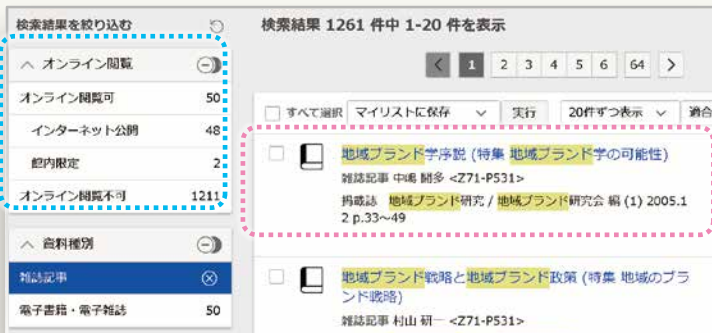 検索結果を絞り込む
検索結果 1261 件中 1-20 件を表示
オンライン閲覧
オンライン閲覧可 50
インターネット公開 48
館内限定 2
オンライン閲覧不可 1211
資料種別
雑誌記事
電子書籍・電子雑誌 50
1 2 3 4 5 6 64
すべて選択 マイリストに保存 実行 20件ずつ表示 適合
地域ブランド学序説 (特集 地域ブランド学の可能性)
雑誌記事 中嶋 聞多 <Z71-P531>
掲載誌 地域ブランド研究 / 地域ブランド研究会 編 (1) 2005.1
2 p.33～49
地域ブランド戦略と地域ブランド政策 (特集 地域のブラ
ンド戦略)
雑誌記事 村山 研一 <Z71-P531>